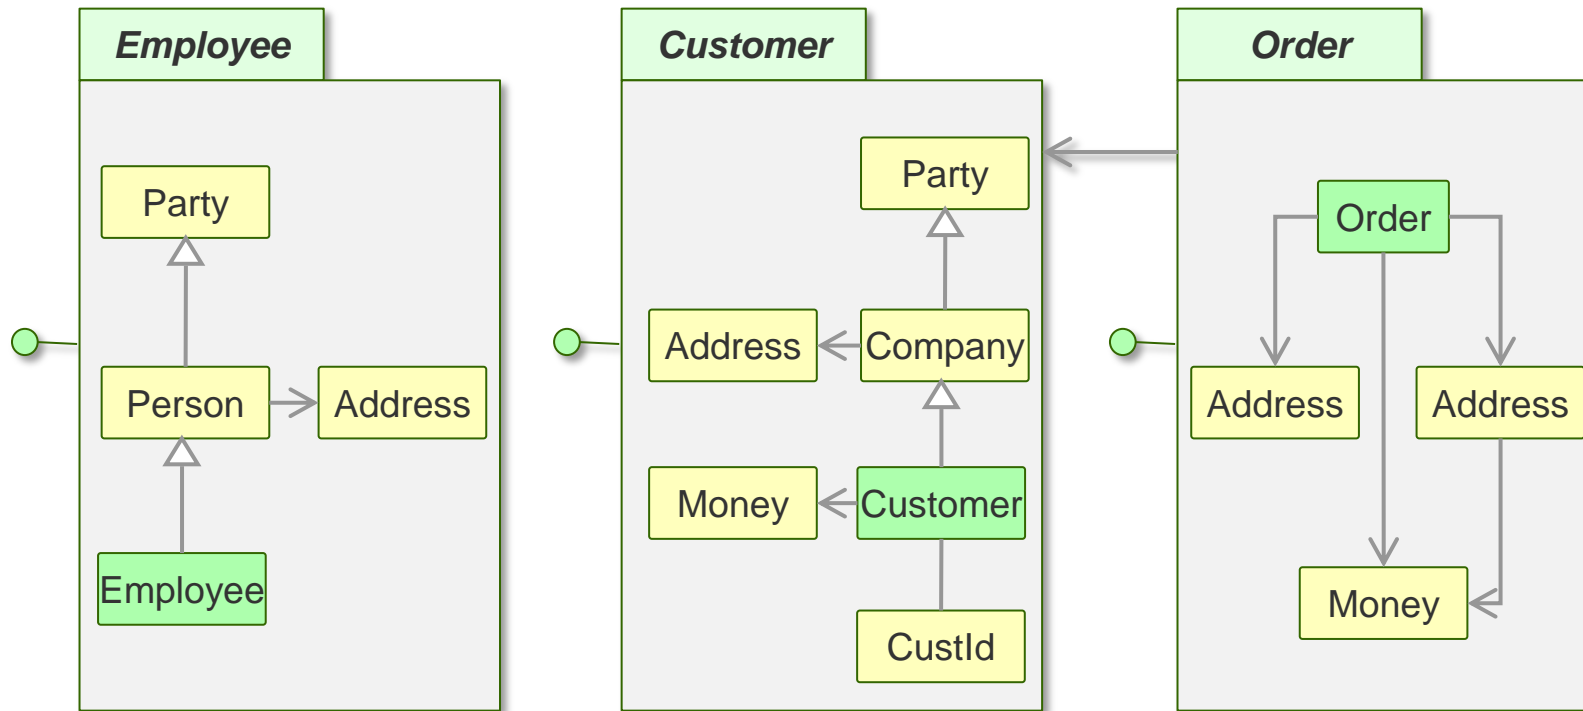 Employee
Party
Person
Address
Employee
Customer
Party
Address
Company
Money
Customer
CustId
Order
Order
Address
Address
Money